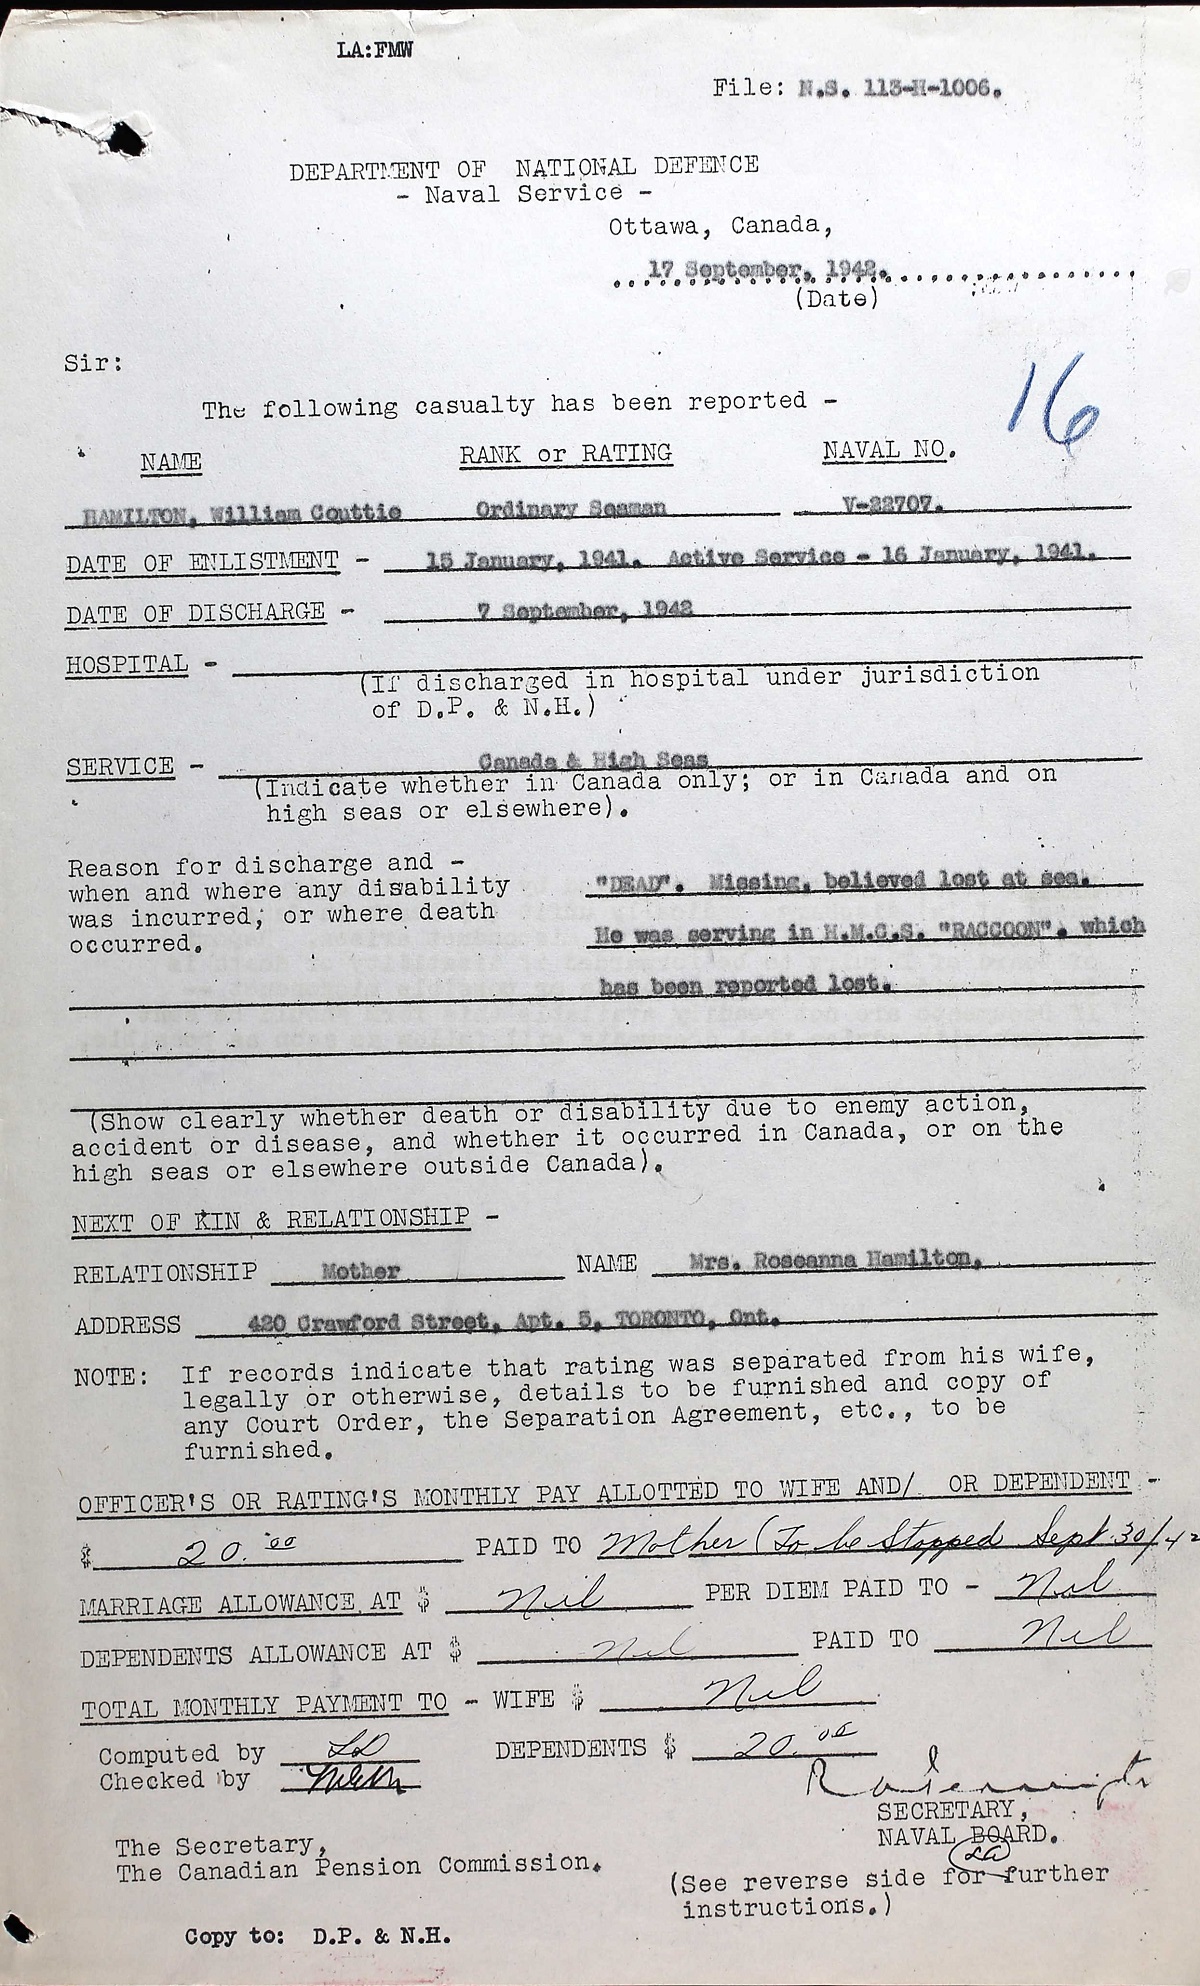 LA:FMW
File: N.S. 113-H-1006.
DEPARTMENT OF NATIONAL DEFENCE
- Naval Service -
Ottawa, Canada,
17 September, 1942.
(Date)
Sir:
16
The following casualty has been reported -
NAME RANK or RATING NAVAL NO.
HAMILTON, William Couttie Ordinary Seaman V-22707.
DATE OF ENLISTMENT - 15 January, 1941. Active Service - 16 January, 1941.
DATE OF DISCHARGE - 7 September, 1942
HOSPITAL -
(If discharged in hospital under jurisdiction
of D.P. & N.H.)
SERVICE - Canada & High Seas
(Indicate whether in Canada only; or in Canada and on
high seas or elsewhere).
Reason for discharge and -
when and where any disability "DEAD". Missing, believed lost at sea.
was incurred, or where death
occurred. He was serving in H.M.C.S. "RACCOON", which
has been reported lost.
(Show clearly whether death or disability due to enemy action,
accident or disease, and whether it occurred in Canada, or on the
high seas or elsewhere outside Canada).
NEXT OF KIN & RELATIONSHIP -
RELATIONSHIP Mother NAME Mrs. Roseanna Hamilton,
ADDRESS 420 Crawford Street, Apt. 5, TORONTO, Ont.
NOTE: If records indicate that rating was separated from his wife,
legally or otherwise, details to be furnished and copy of
any Court Order, the Separation Agreement, etc., to be
furnished.
OFFICER'S OR RATING'S MONTHLY PAY ALLOTTED TO WIFE AND/ OR DEPENDENT -
$ 20.00 PAID TO Mother (To be Stopped Sept. 30/42
MARRIAGE ALLOWANCE AT $ Nil PER DIEM PAID TO - Nil
DEPENDENTS ALLOWANCE AT $ Nil PAID TO Nil
TOTAL MONTHLY PAYMENT TO - WIFE $ Nil
Computed by DEPENDENTS $ 20.00
Checked by
SECRETARY,
NAVAL BOARD.
The Secretary,
The Canadian Pension Commission.
(See reverse side for further
instructions.)
Copy to: D.P. & N.H.